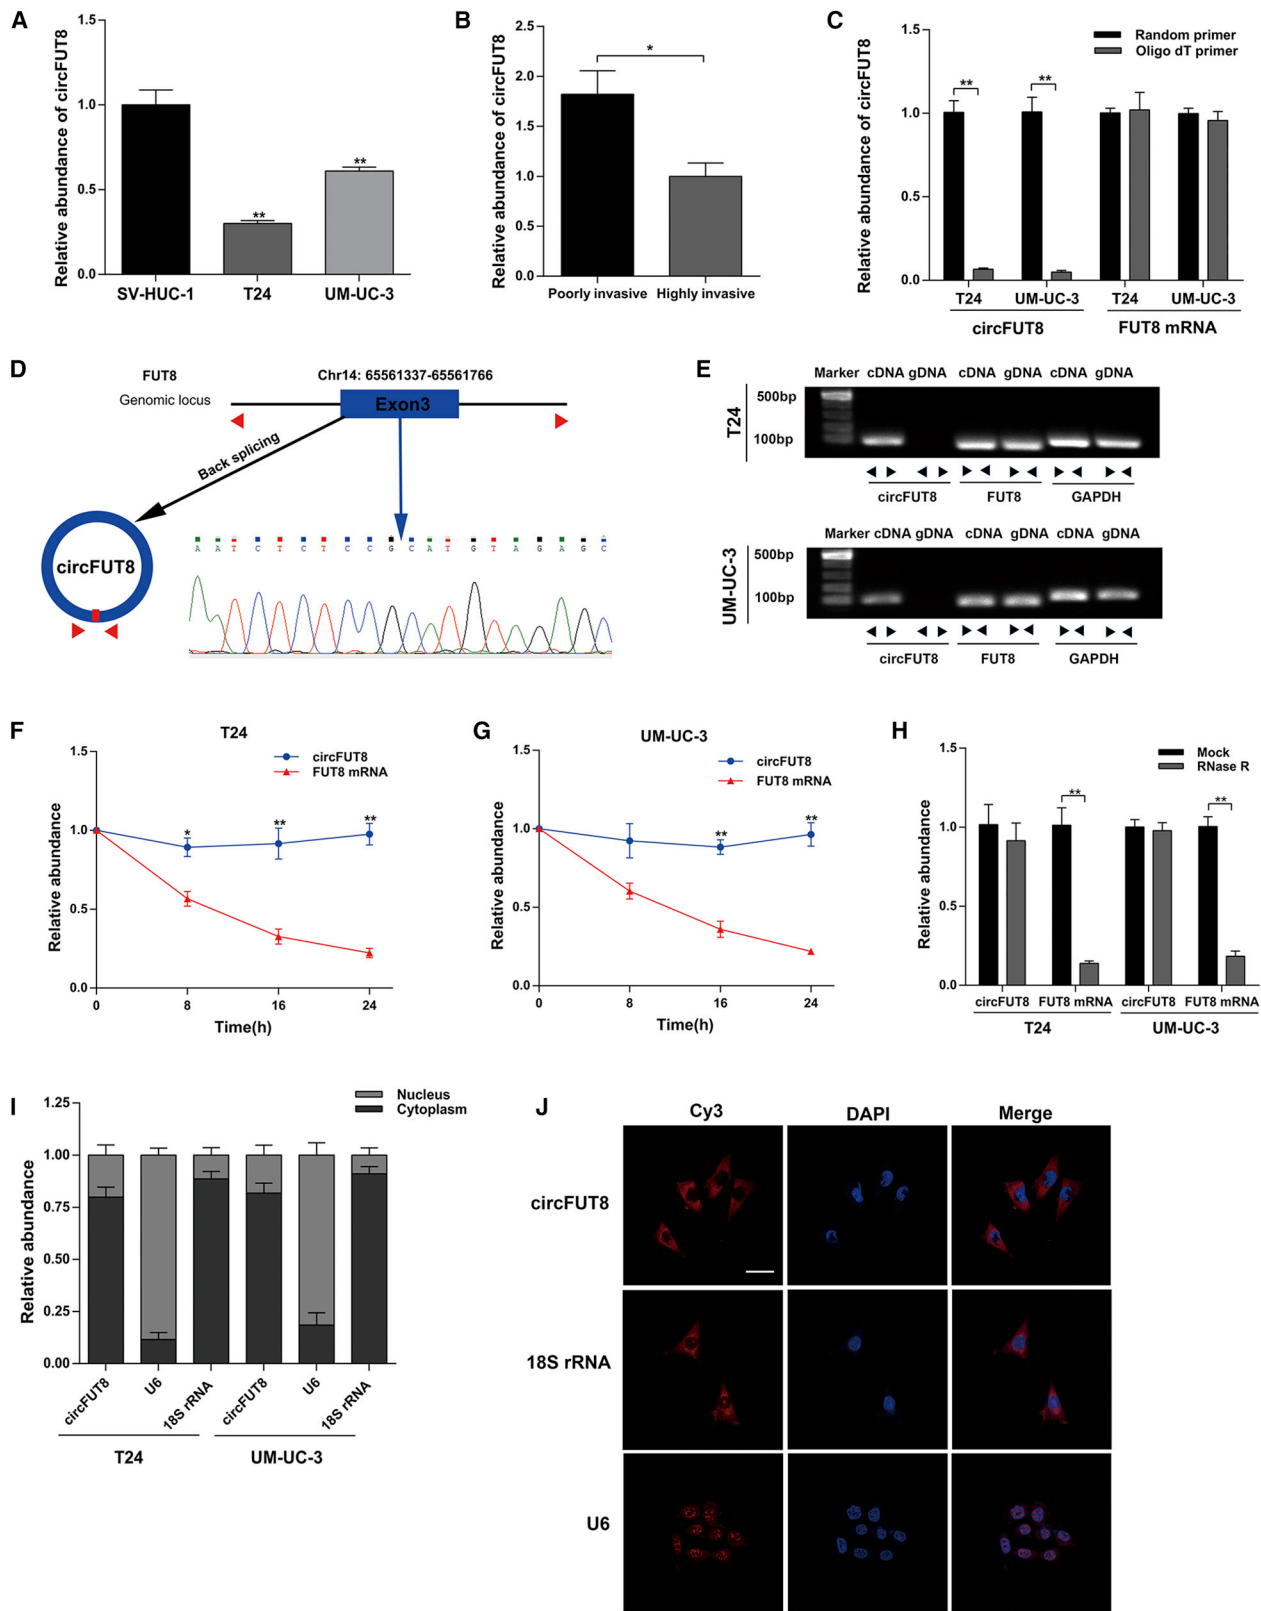 A
Relative abundance of circFUT8
1.5
1.0
0.5
0.0
**
**
SV-HUC-1 T24 UM-UC-3
B
Relative abundance of circFUT8
2.5
2.0
1.5
1.0
0.5
0.0
*
Poorly invasive Highly invasive
C
Relative abundance of circFUT8
1.5
1.0
0.5
0.0
Random primer
Oligo dT primer
** **
T24 UM-UC-3 T24 UM-UC-3
circFUT8 FUT8 mRNA
D
FUT8 Chr14: 65561337-65561766
Genomic locus
Exon3
Back splicing
circFUT8
A A T C T C T C C G C A T G T A G A G C
E
T24
Marker cDNA gDNA cDNA gDNA cDNA gDNA
500bp
100bp
circFUT8 FUT8 GAPDH
UM-UC-3
Marker cDNA gDNA cDNA gDNA cDNA gDNA
500bp
100bp
circFUT8 FUT8 GAPDH
F
T24
Relative abundance
1.5
1.0
0.5
0.0
circFUT8
FUT8 mRNA
* ** **
0 8 16 24
Time(h)
G
UM-UC-3
Relative abundance
1.5
1.0
0.5
0.0
circFUT8
FUT8 mRNA
** **
0 8 16 24
Time(h)
H
Relative abundance
1.5
1.0
0.5
0.0
Mock
RNase R
** **
circFUT8 FUT8 mRNA circFUT8 FUT8 mRNA
T24 UM-UC-3
I
Relative abundance
1.25
1.00
0.75
0.50
0.25
0.00
Nucleus
Cytoplasm
circFUT8 U6 18S rRNA circFUT8 U6 18S rRNA
T24 UM-UC-3
J
Cy3 DAPI Merge
circFUT8
18S rRNA
U6